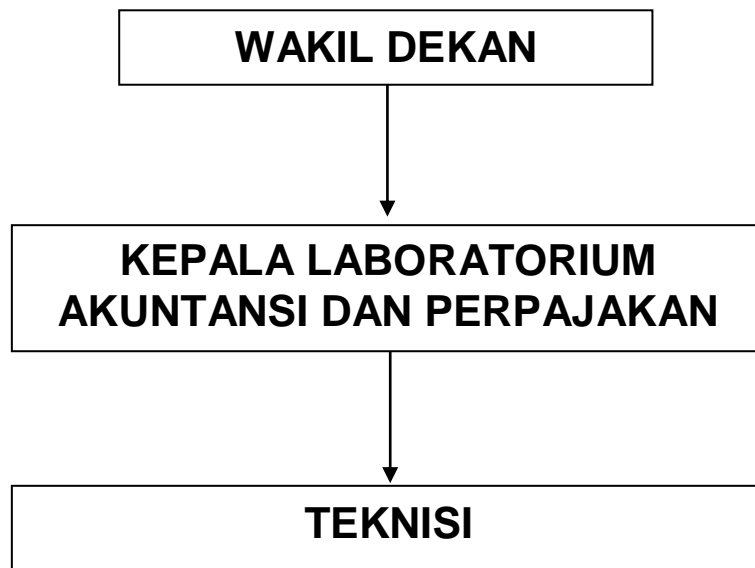 WAKIL DEKAN
KEPALA LABORATORIUM
AKUNTANSI DAN PERPAJAKAN
TEKNISI